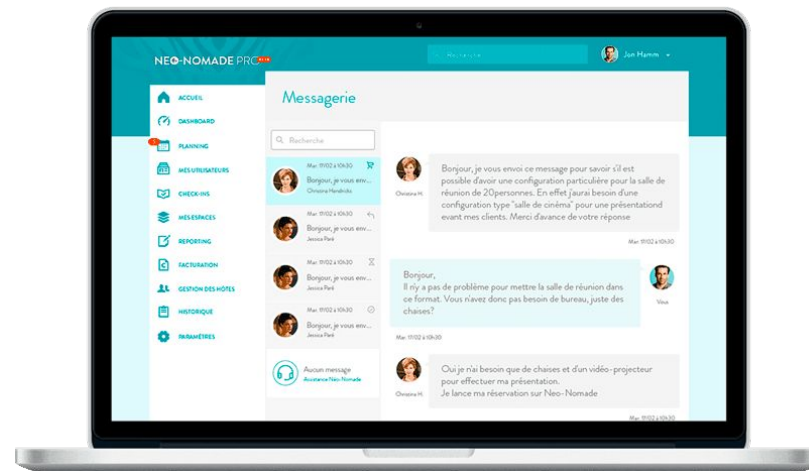 NEO-NOMADE PRO
Recherche
Jon Hamm
ACCUEIL
DASHBOARD
PLANNING
MES UTILISATEURS
CHECK-INS
MES ESPACES
REPORTING
FACTURATION
GESTION DES HÔTES
HISTORIQUE
PARAMÈTRES
Messagerie
Recherche
Mar. 17/02 à 10h30
Bonjour, je vous env...
Christina Hendricks
Mar. 17/02 à 10h30
Bonjour, je vous env...
Jessica Paré
Mar. 17/02 à 10h30
Bonjour, je vous env...
Jessica Paré
Mar. 17/02 à 10h30
Bonjour, je vous env...
Jessica Paré
Aucun message
Assistance Neo-Nomade
Christina H.
Bonjour, je vous envoi ce message pour savoir s'il est
possible d'avoir une configuration particulière pour la salle de
réunion de 20personnes. En effet j'aurai besoin d'une
configuration type "salle de cinéma" pour une présentationd
evant mes clients. Merci d'avance de votre réponse
Mar. 17/02 à 10h30
Bonjour,
Il n'y a pas de problème pour mettre la salle de réunion dans
ce format. Vous n'avez donc pas besoin de bureau, juste des
chaises?
Vous
Mar. 17/02 à 10h30
Christina H.
Oui je n'ai besoin que de chaises et d'un vidéo-projecteur
pour effectuer ma présentation.
Je lance ma réservation sur Neo-Nomade
Mar. 17/02 à 10h30